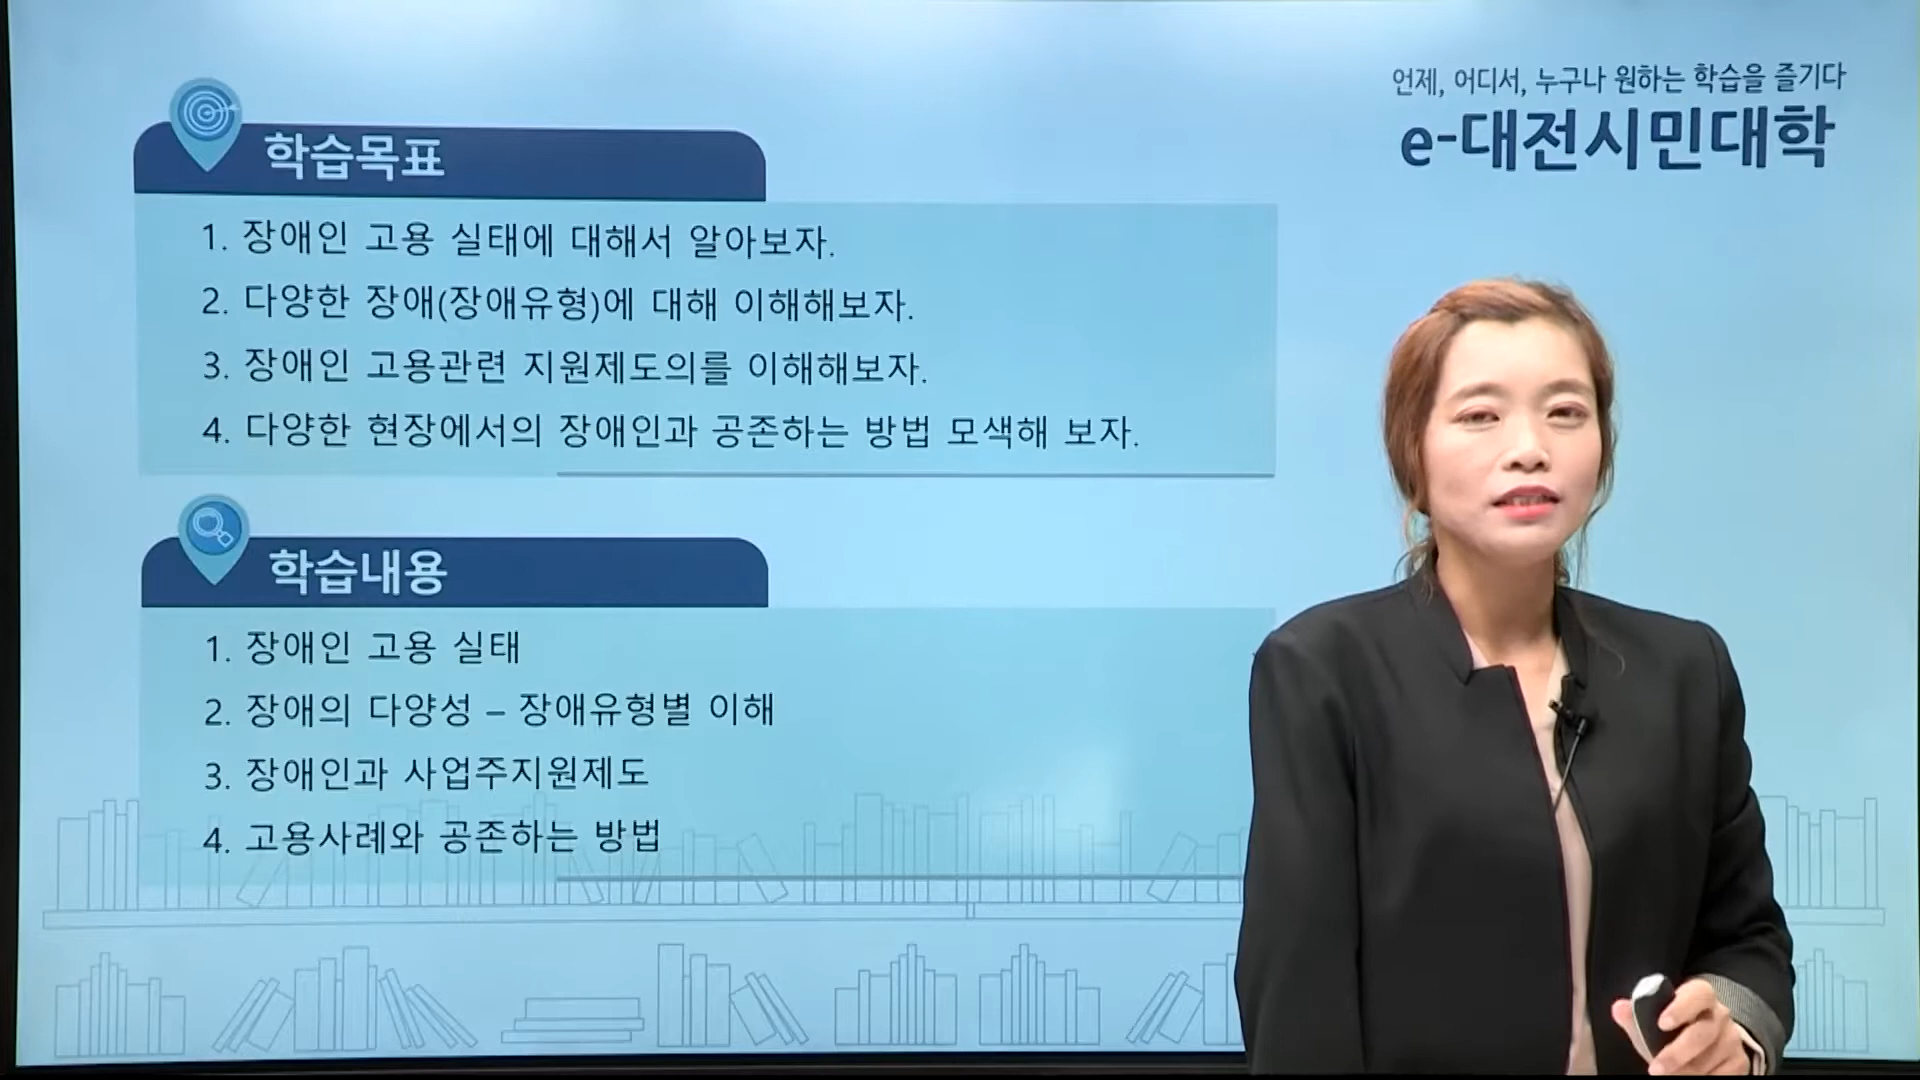 언제, 어디서, 누구나 원하는 학습을 즐기다
e-대전시민대학
학습목표
1. 장애인 고용 실태에 대해서 알아보자.
2. 다양한 장애(장애유형)에 대해 이해해보자.
3. 장애인 고용관련 지원제도의를 이해해보자.
4. 다양한 현장에서의 장애인과 공존하는 방법 모색해 보자.
학습내용
1. 장애인 고용 실태
2. 장애의 다양성 – 장애유형별 이해
3. 장애인과 사업주지원제도
4. 고용사례와 공존하는 방법